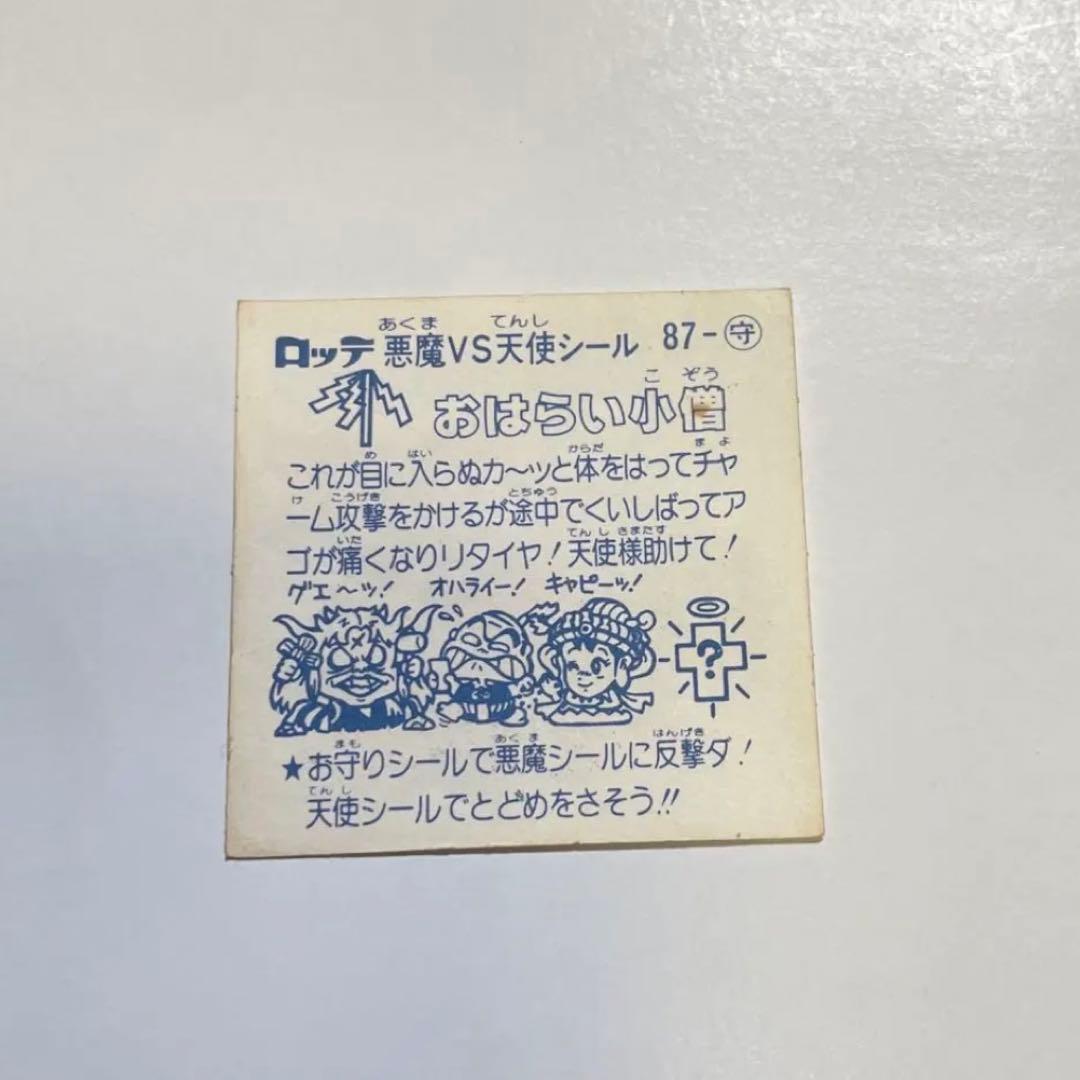 ロッテ 悪魔VS天使シール 87-㊢守
おはらい小僧
これが目に入らぬカ〜ッと体をはってチャ
ーム攻撃をかけるが途中でくいしばってア
ゴが痛くなりリタイヤ!天使様助けて!
ゲエ〜ッ! オハライー! キャピーッ!
?
★お守りシールで悪魔シールに反撃ダ!
天使シールでとどめをさそう!!